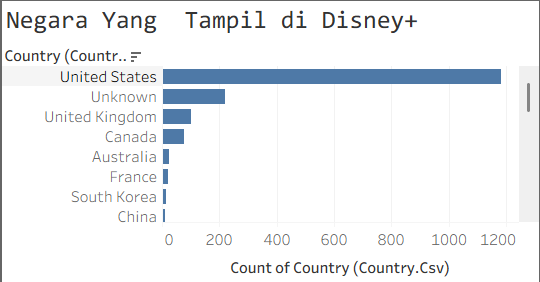 Negara Yang  Tampil di Disney+
Country (Countr..
United States
Unknown
United Kingdom
Canada
Australia
France
South Korea
China
0 200 400 600 800 1000 1200
Count of Country (Country.Csv)